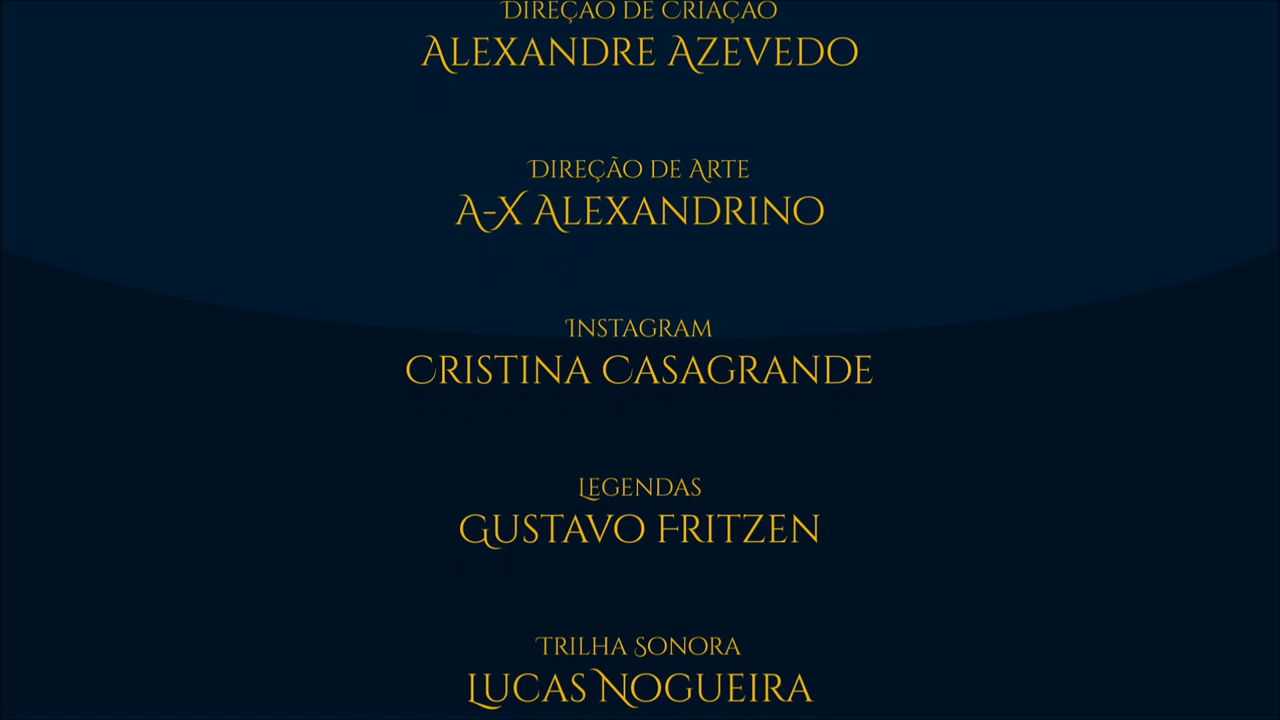 Direção de Criação
Alexandre Azevedo
Direção de Arte
A-X Alexandrino
Instagram
Cristina Casagrande
Legendas
Gustavo Fritzen
Trilha Sonora
Lucas Nogueira